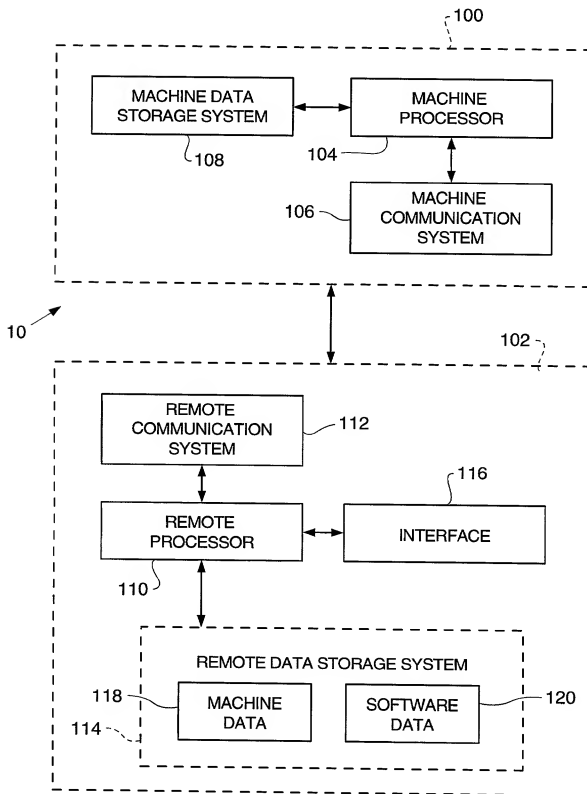 100
MACHINE DATA
STORAGE SYSTEM
108
MACHINE
PROCESSOR
104
MACHINE
COMMUNICATION
SYSTEM
106
10
102
REMOTE
COMMUNICATION
SYSTEM
112
116
REMOTE
PROCESSOR
110
INTERFACE
REMOTE DATA STORAGE SYSTEM
118
MACHINE
DATA
SOFTWARE
DATA
120
114